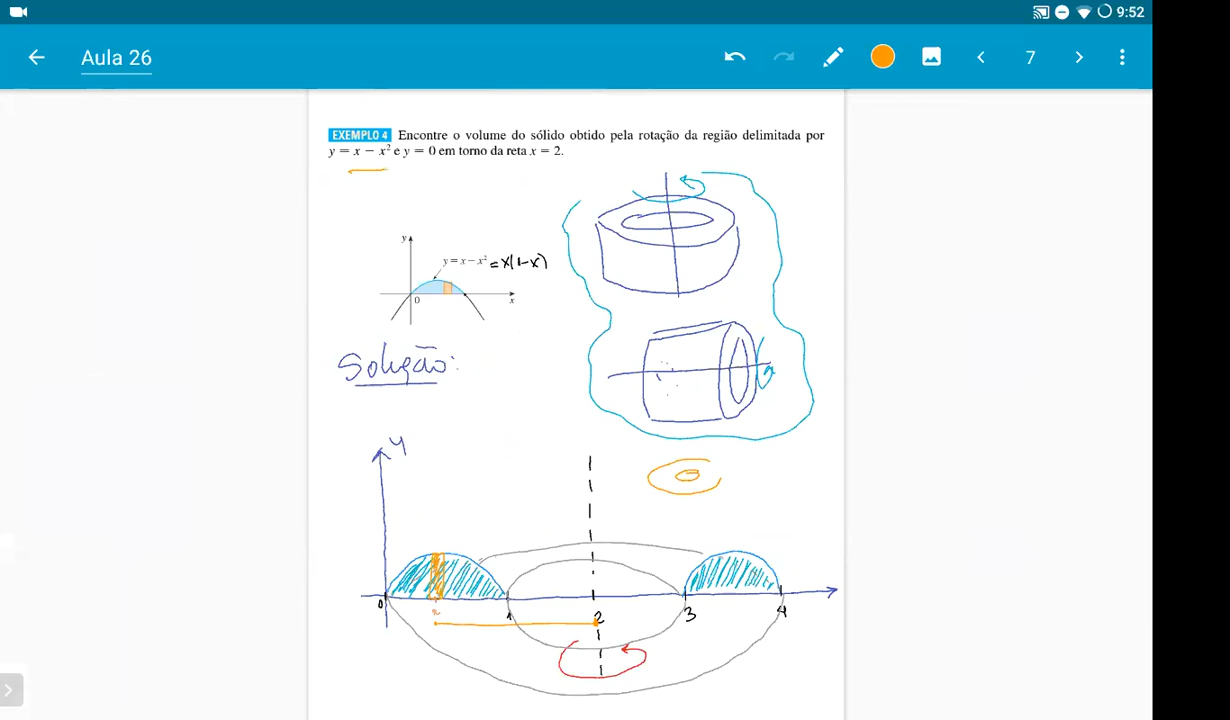 9:52
Aula 26
7
EXEMPLO 4 Encontre o volume do sólido obtido pela rotação da região delimitada por
y = x − x² e y = 0 em torno da reta x = 2.
y
y = x − x² = x(1-x)
0
x
Solução:
y
0
x
1
2
3
4